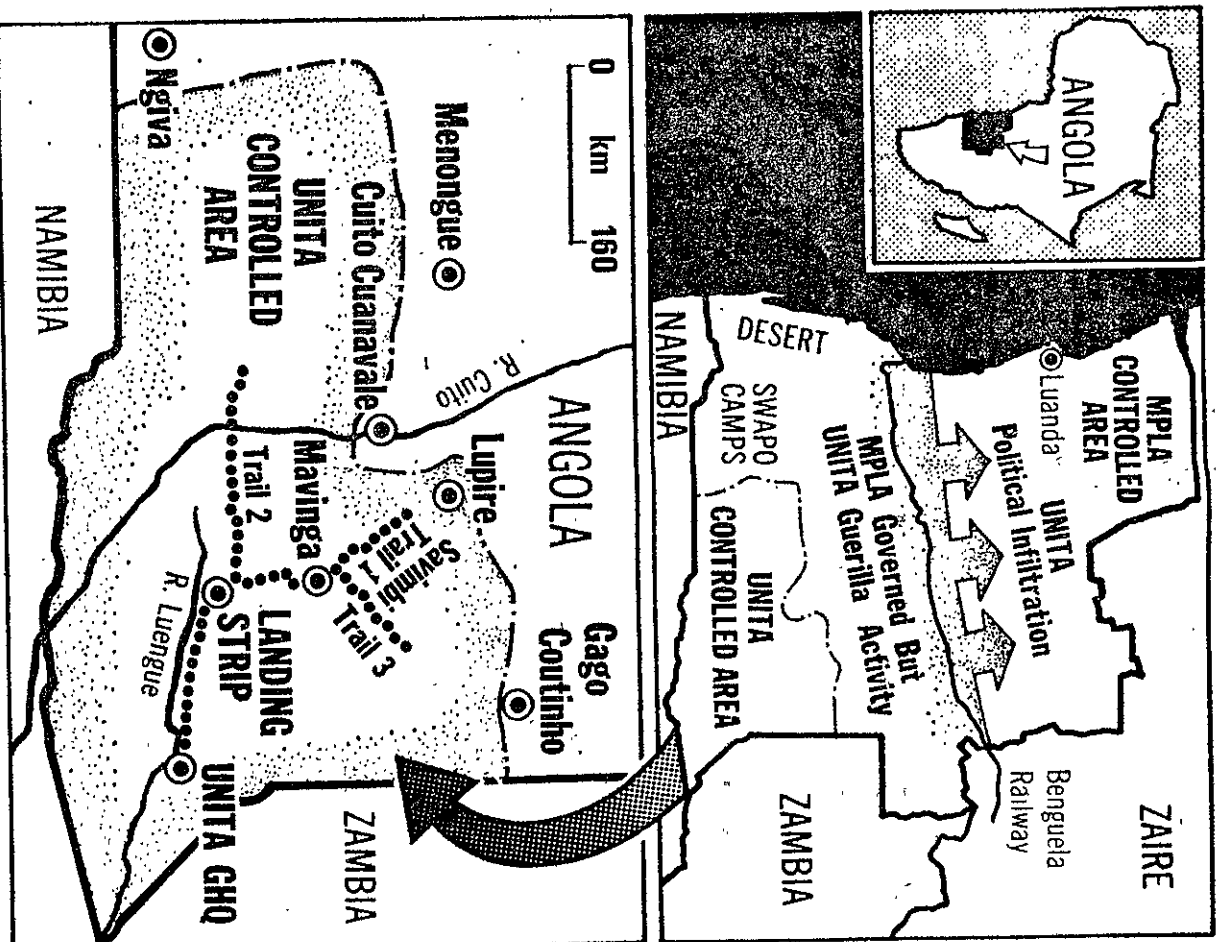 ANGOLA
ZAIRE
MPLA
CONTROLLED
AREA
Luanda
UNITA
Political Infiltration
Benguela
Railway
MPLA Governed But
UNITA Guerilla Activity
DESERT
SWAPO
CAMPS
UNITA
CONTROLLED AREA
NAMIBIA
ZAMBIA
0 km 160
ANGOLA
Menongue
R. Cuito
Gago
Coutinho
Lupire
Cuito Cuanavale
Savimbi
Trail 1
Trail 3
Mavinga
UNITA
CONTROLLED
AREA
Trail 2
LANDING
STRIP
ZAMBIA
Ngiva
R. Luengue
UNITA GHQ
NAMIBIA